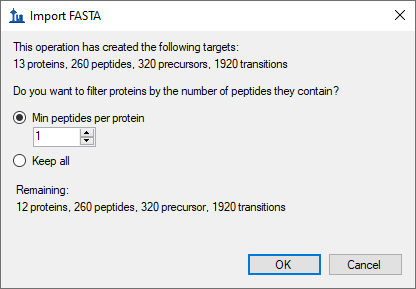 Import FASTA
This operation has created the following targets:
13 proteins, 260 peptides, 320 precursors, 1920 transitions
Do you want to filter proteins by the number of peptides they contain?
Min peptides per protein
1
Keep all
Remaining:
12 proteins, 260 peptides, 320 precursor, 1920 transitions
OK Cancel